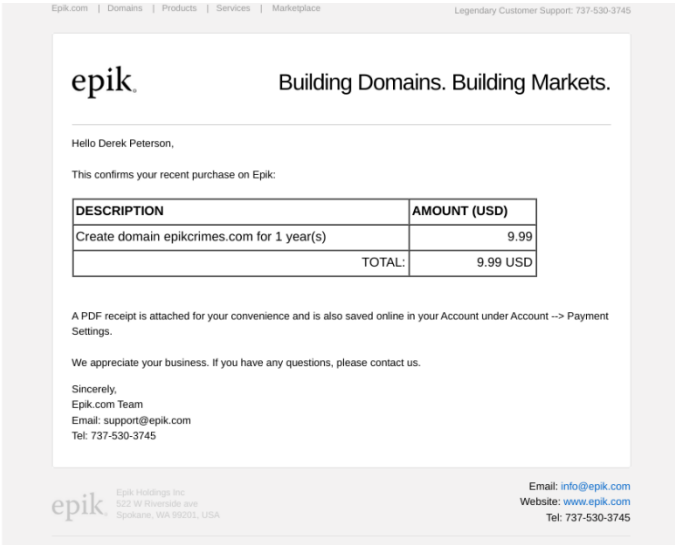 Epik.com | Domains | Products | Services | Marketplace
Legendary Customer Support: 737-530-3745
epik.
Building Domains. Building Markets.
Hello Derek Peterson,
This confirms your recent purchase on Epik:
DESCRIPTION AMOUNT (USD)
Create domain epikcrimes.com for 1 year(s) 9.99
TOTAL: 9.99 USD
A PDF receipt is attached for your convenience and is also saved online in your Account under Account --> Payment
Settings.
We appreciate your business. If you have any questions, please contact us.
Sincerely,
Epik.com Team
Email: support@epik.com
Tel: 737-530-3745
epik.
Epik Holdings Inc
522 W Riverside ave
Spokane, WA 99201, USA
Email: info@epik.com
Website: www.epik.com
Tel: 737-530-3745